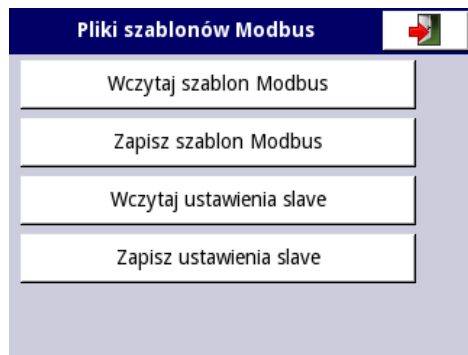 Pliki szablonów Modbus
Wczytaj szablon Modbus
Zapisz szablon Modbus
Wczytaj ustawienia slave
Zapisz ustawienia slave